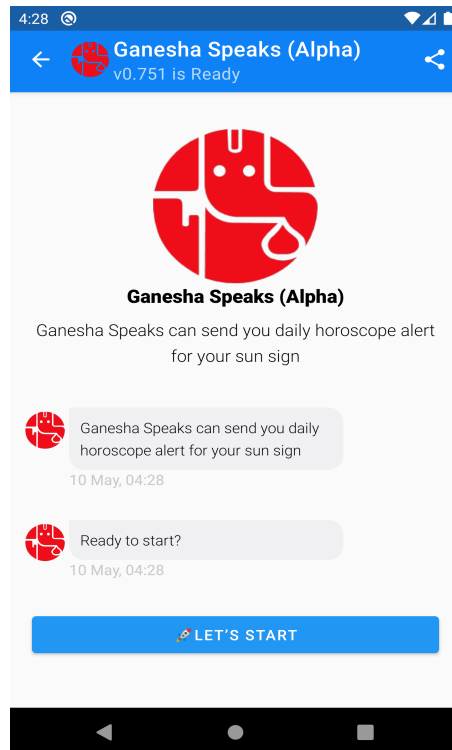 4:28
Ganesha Speaks (Alpha)
v0.751 is Ready
Ganesha Speaks (Alpha)
Ganesha Speaks can send you daily horoscope alert
for your sun sign
Ganesha Speaks can send you daily
horoscope alert for your sun sign
10 May, 04:28
Ready to start?
10 May, 04:28
🚀LET’S START